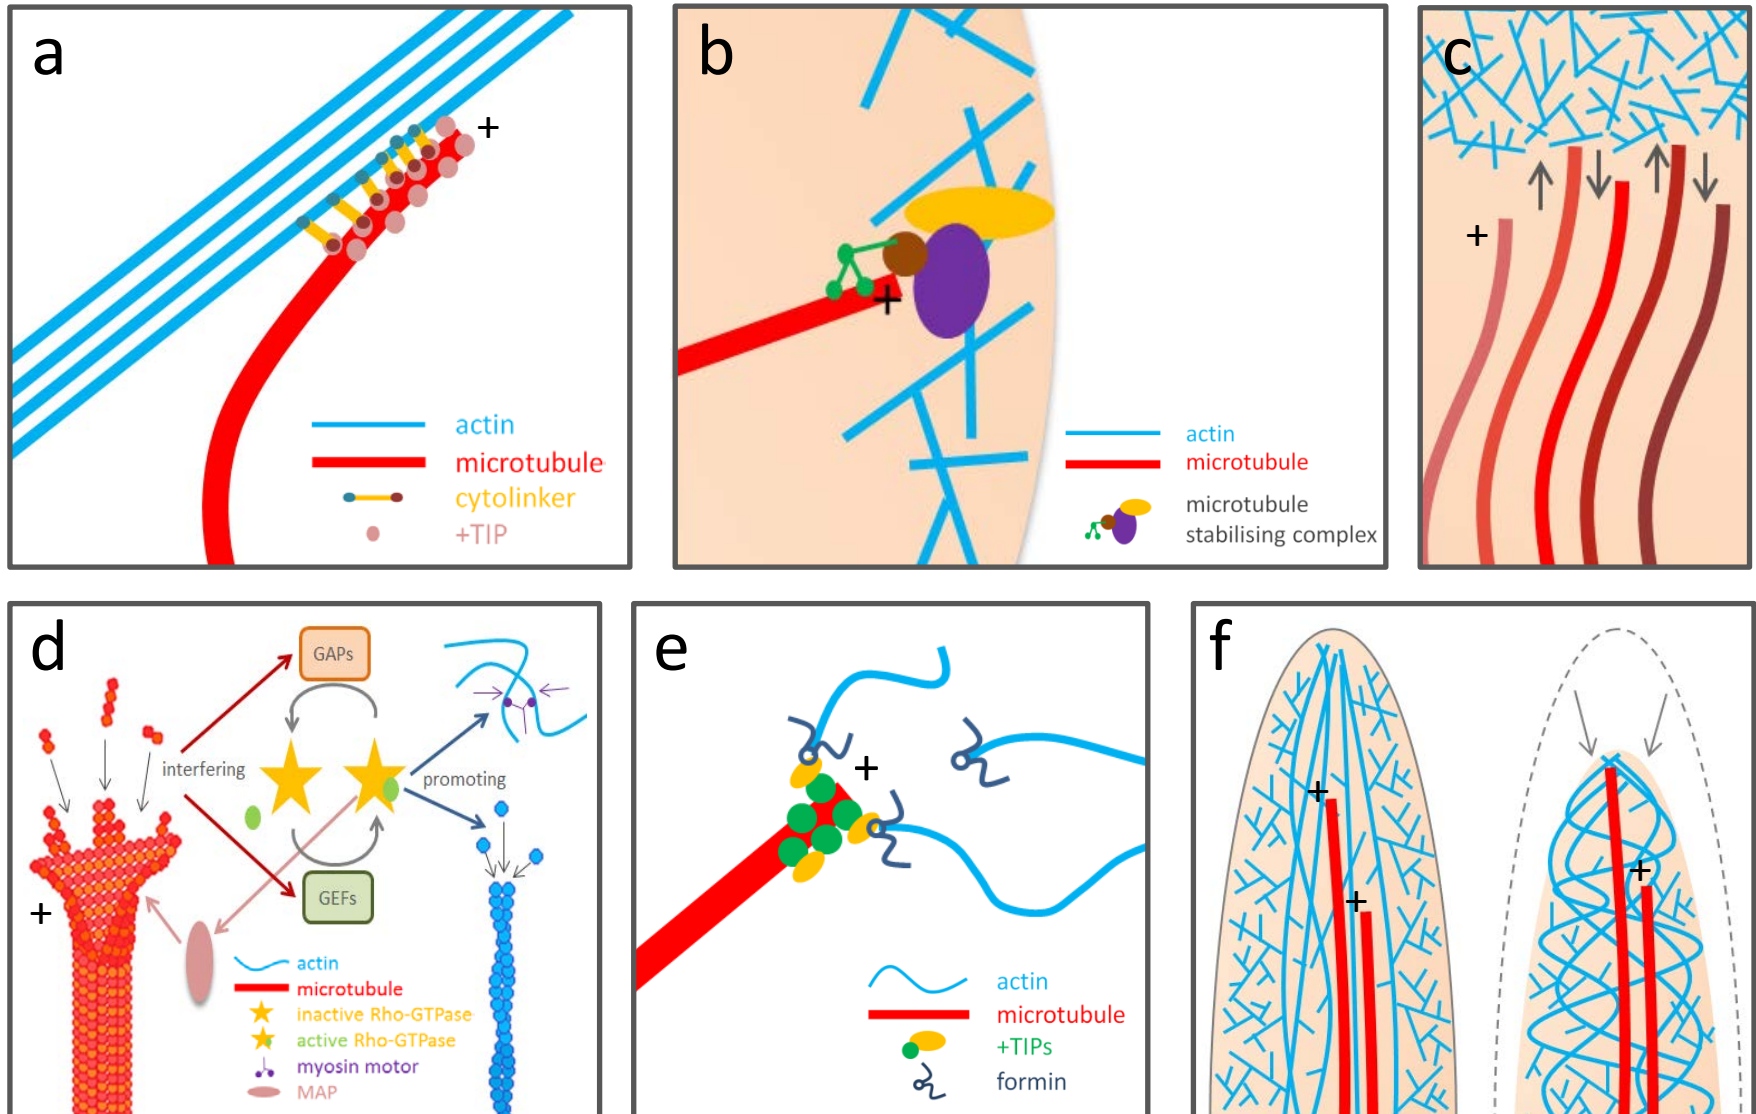 a
+
actin
microtubule
cytolinker
+TIP
b
+
actin
microtubule
microtubule
stabilising complex
c
+
d
GAPs
interfering
promoting
GEFs
+
actin
microtubule
inactive Rho-GTPase
active Rho-GTPase
myosin motor
MAP
e
+
actin
microtubule
+TIPs
formin
f
+
+
+